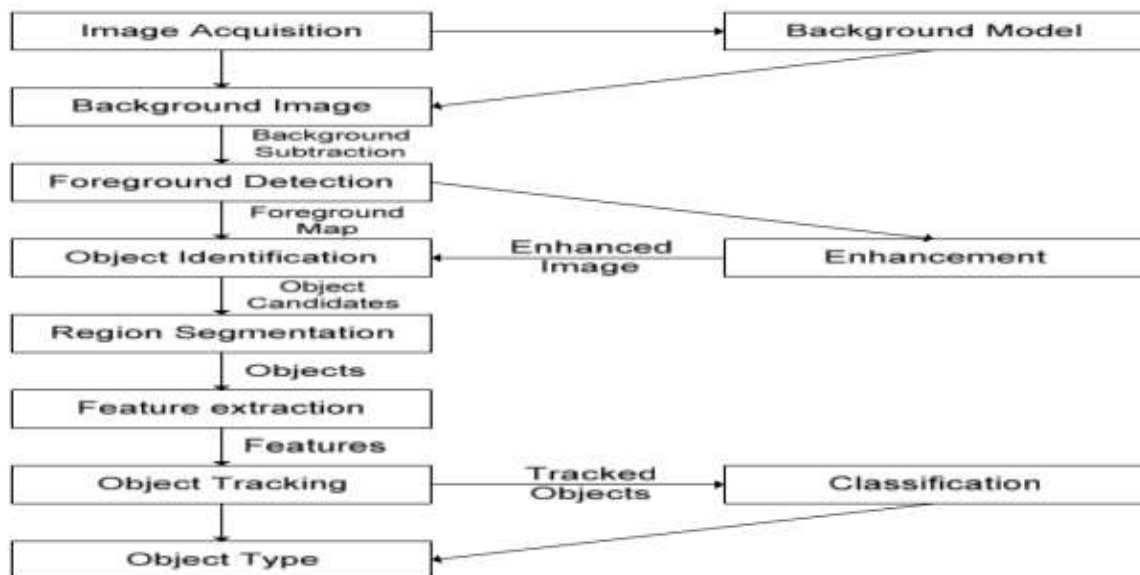 Image Acquisition
Background Model
Background Image
Background
Subtraction
Foreground Detection
Foreground
Map
Object Identification
Enhanced
Image
Enhancement
Object
Candidates
Region Segmentation
Objects
Feature extraction
Features
Object Tracking
Tracked
Objects
Classification
Object Type